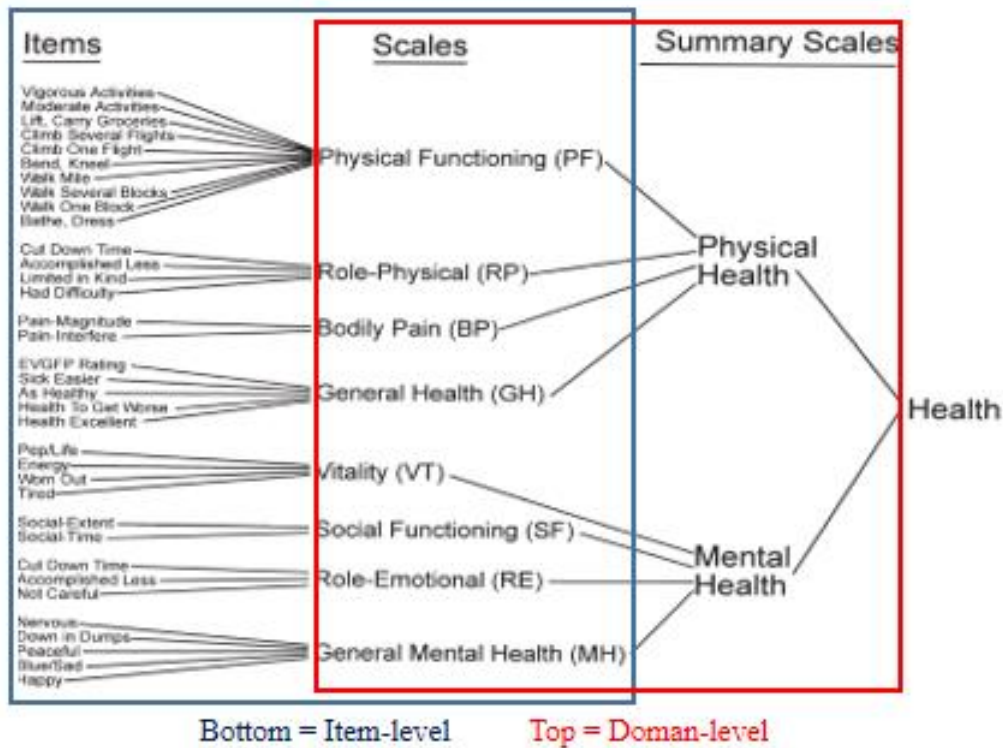 Items
Scales
Summary Scales
Vigorous Activities
Moderate Activities
Lift, Carry Groceries
Climb Several Flights
Climb One Flight
Bend, Kneel
Walk Mile
Walk Several Blocks
Walk One Block
Bathe, Dress
Physical Functioning (PF)
Cut Down Time
Accomplished Less
Limited in Kind
Had Difficulty
Role-Physical (RP)
Physical
Health
Pain-Magnitude
Pain-Interfere
Bodily Pain (BP)
EVGFP Rating
Sick Easier
As Healthy
Health To Get Worse
Health Excellent
General Health (GH)
Health
Pep/Life
Energy
Worn Out
Tired
Vitality (VT)
Social-Extent
Social-Time
Social Functioning (SF)
Cut Down Time
Accomplished Less
Not Careful
Role-Emotional (RE)
Mental
Health
Nervous
Down in Dumps
Peaceful
Blue/Sad
Happy
General Mental Health (MH)
Bottom = Item-level
Top = Doman-level